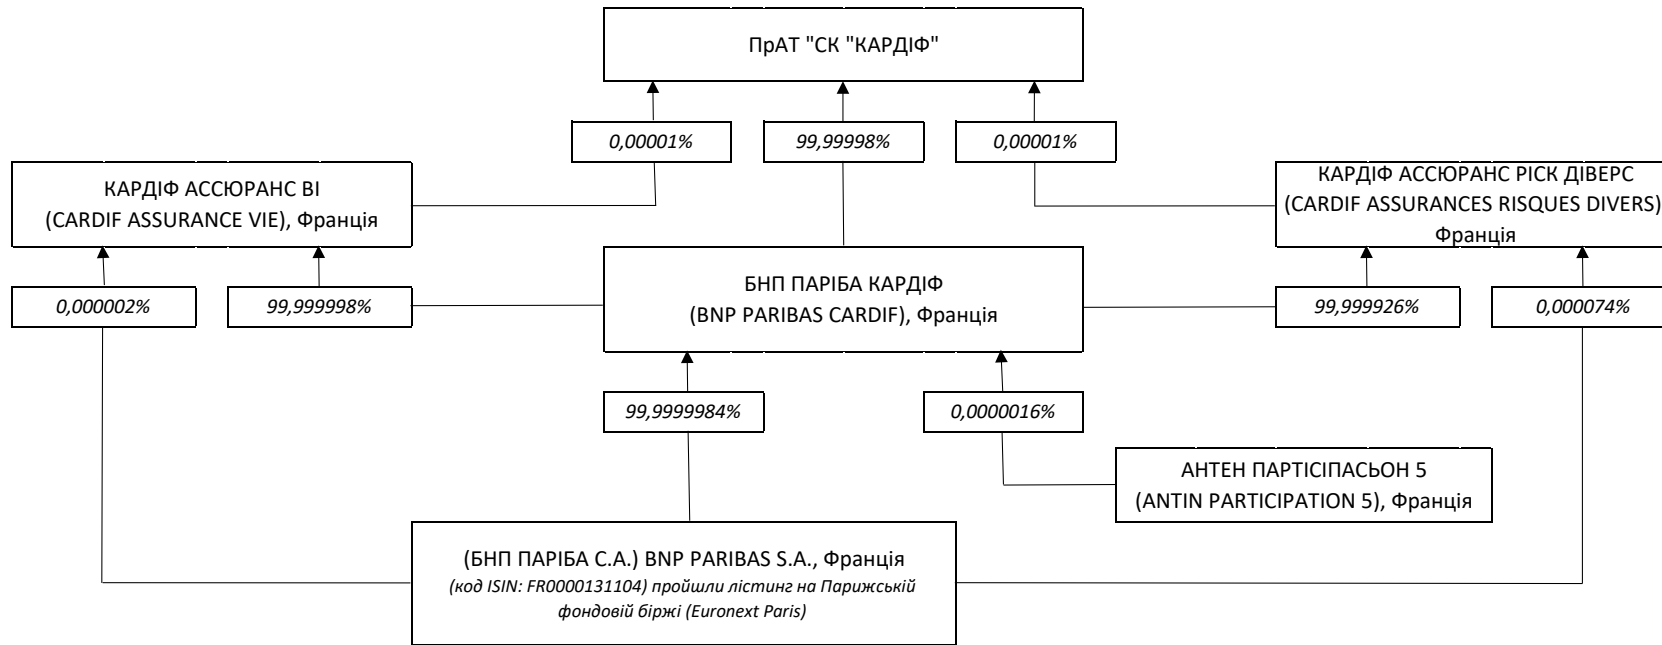 ПрАТ "СК "КАРДІФ"
0,00001%
99,99998%
0,00001%
КАРДІФ АССЮРАНС ВІ
(CARDIF ASSURANCE VIE), Франція
КАРДІФ АССЮРАНС РІСК ДІВЕРС
(CARDIF ASSURANCES RISQUES DIVERS)
Франція
БНП ПАРІБА КАРДІФ
(BNP PARIBAS CARDIF), Франція
0,000002%
99,999998%
99,999926%
0,000074%
99,9999984%
0,0000016%
АНТЕН ПАРТІСІПАСЬОН 5
(ANTIN PARTICIPATION 5), Франція
(БНП ПАРІБА С.А.) BNP PARIBAS S.A., Франція
(код ISIN: FR0000131104) пройшли лістинг на Парижській
фондовій біржі (Euronext Paris)